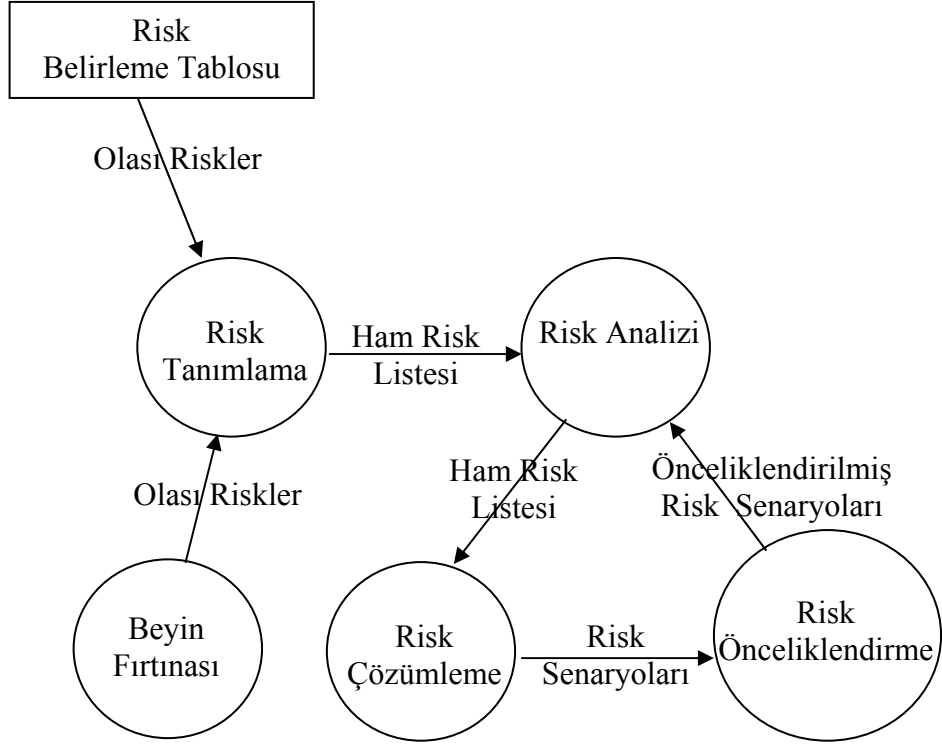 Risk
Belirleme Tablosu
Olası Riskler
Risk
Tanımlama
Ham Risk
Listesi
Risk Analizi
Ham Risk
Listesi
Önceliklendirilmiş
Risk Senaryoları
Olası Riskler
Beyin
Fırtınası
Risk
Çözümleme
Risk
Senaryoları
Risk
Önceliklendirme